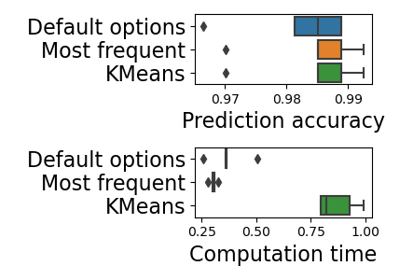 Default options
Most frequent
KMeans
0.97 0.98 0.99
Prediction accuracy
Default options
Most frequent
KMeans
0.25 0.50 0.75 1.00
Computation time